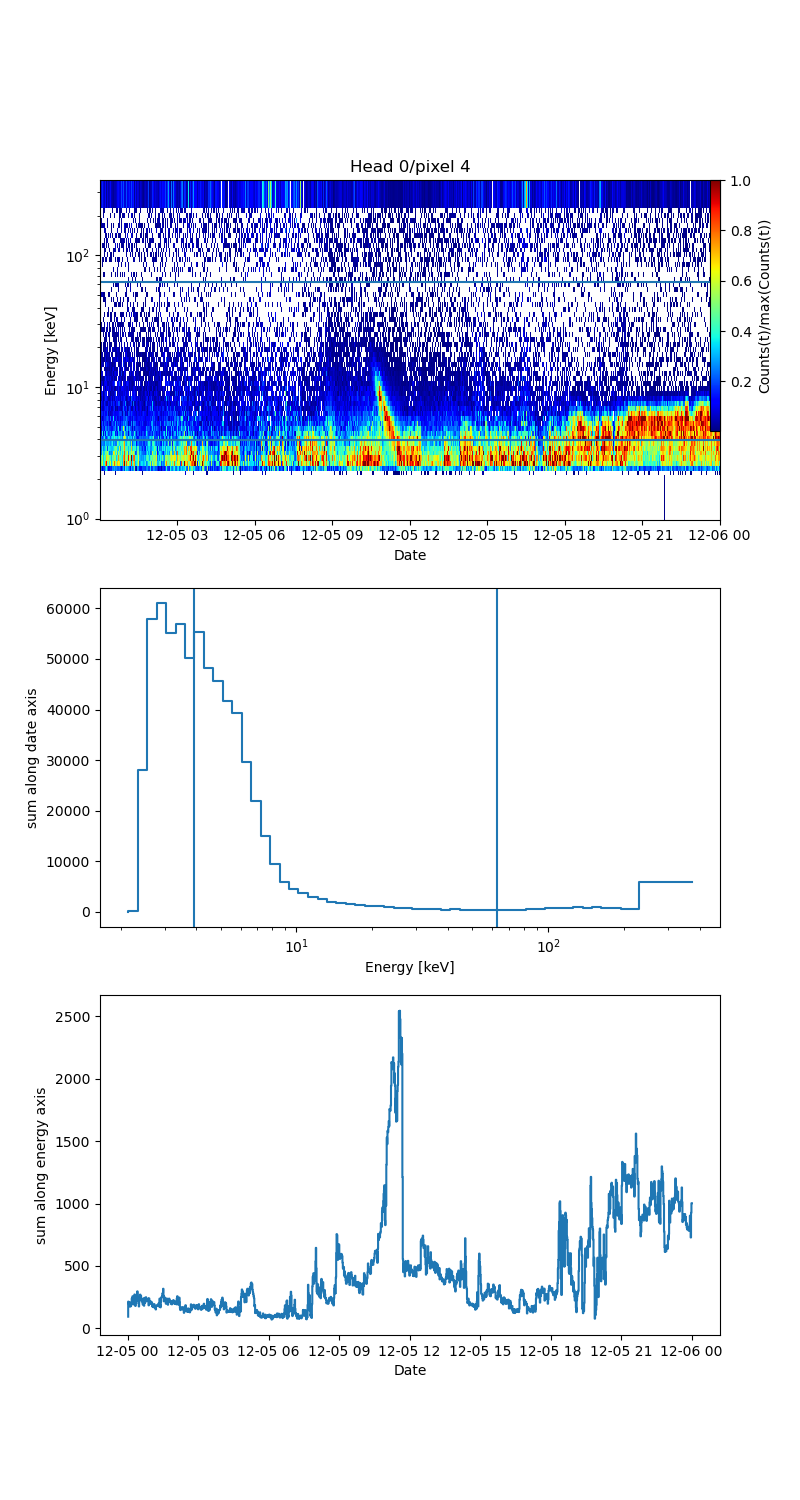 Head 0/pixel 4
Energy [keV]
10²
10¹
10⁰
12-05 03 12-05 06 12-05 09 12-05 12 12-05 15 12-05 18 12-05 21 12-06 00
Date
1.0
0.8
0.6
0.4
0.2
Counts(t)/max(Counts(t))
sum along date axis
60000
50000
40000
30000
20000
10000
0
10¹ 10²
Energy [keV]
sum along energy axis
2500
2000
1500
1000
500
0
12-05 00 12-05 03 12-05 06 12-05 09 12-05 12 12-05 15 12-05 18 12-05 21 12-06 00
Date